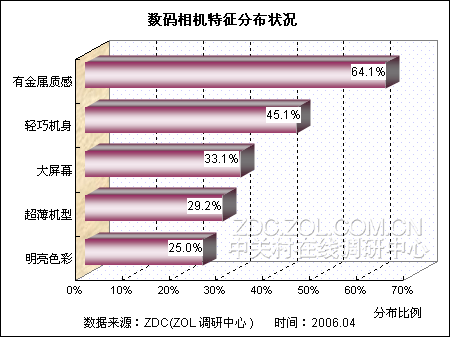 数码相机特征分布状况
有金属质感 64.1%
轻巧机身 45.1%
大屏幕 33.1%
超薄机型 29.2%
明亮色彩 25.0%
ZDC.ZOL.COM.CN
中关村在线调研中心
0% 10% 20% 30% 40% 50% 60% 70%
分布比例
数据来源：ZDC(ZOL调研中心) 时间：2006.04